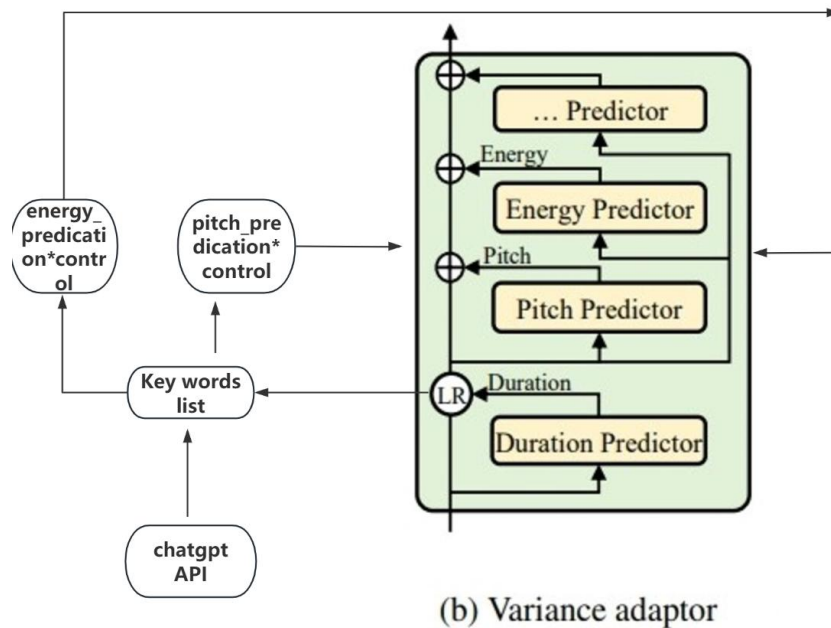 … Predictor
Energy
Energy Predictor
Pitch
Pitch Predictor
LR
Duration
Duration Predictor
energy_
predicati
on*contr
ol
pitch_pre
dication*
control
Key words
list
chatgpt
API
(b) Variance adaptor